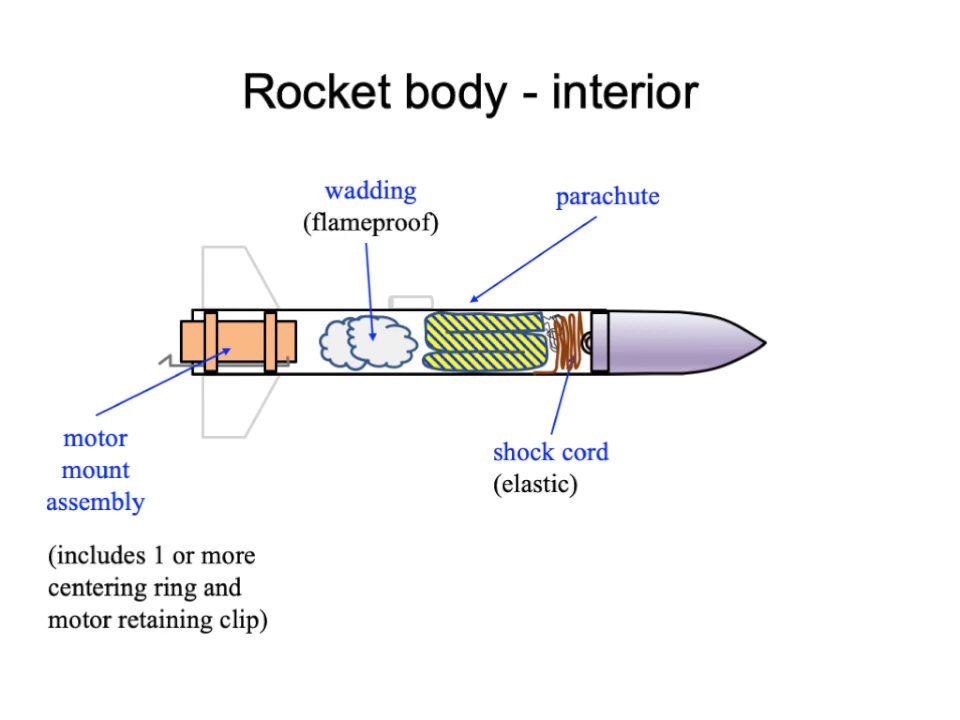 Rocket body - interior
wadding
(flameproof)
parachute
motor
mount
assembly
shock cord
(elastic)
(includes 1 or more
centering ring and
motor retaining clip)